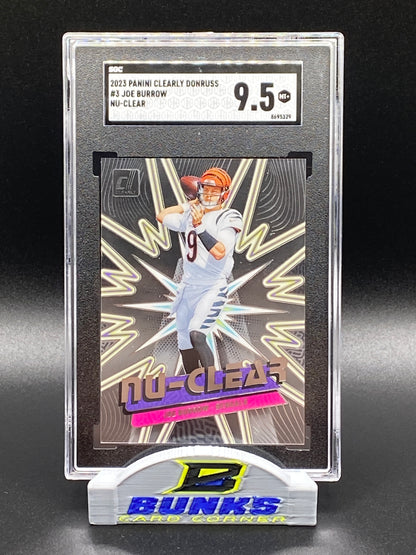 SGC
2023 PANINI CLEARLY DONRUSS
#3 JOE BURROW
NU-CLEAR
9.5
MT+
8695329
9
NU-CLEAR
B
BUNKS
CARD CORNER